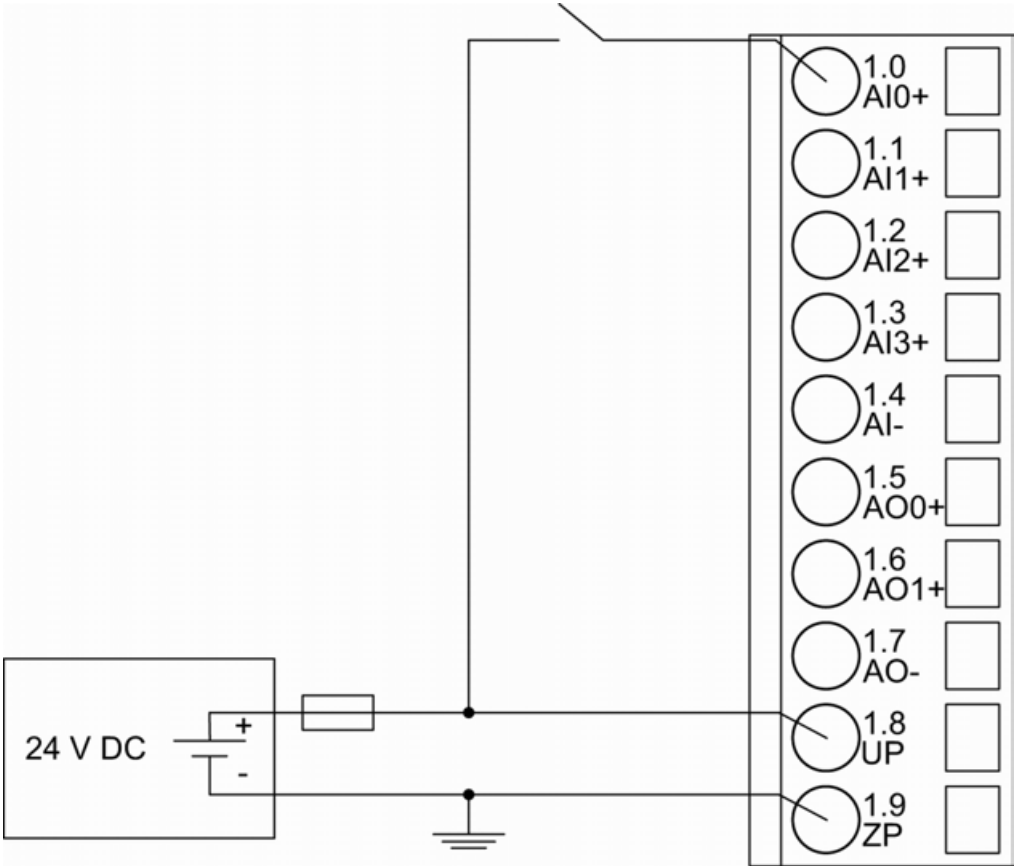 1.0
AI0+
1.1
AI1+
1.2
AI2+
1.3
AI3+
1.4
AI-
1.5
AO0+
1.6
AO1+
1.7
AO-
24 V DC
+
-
1.8
UP
1.9
ZP